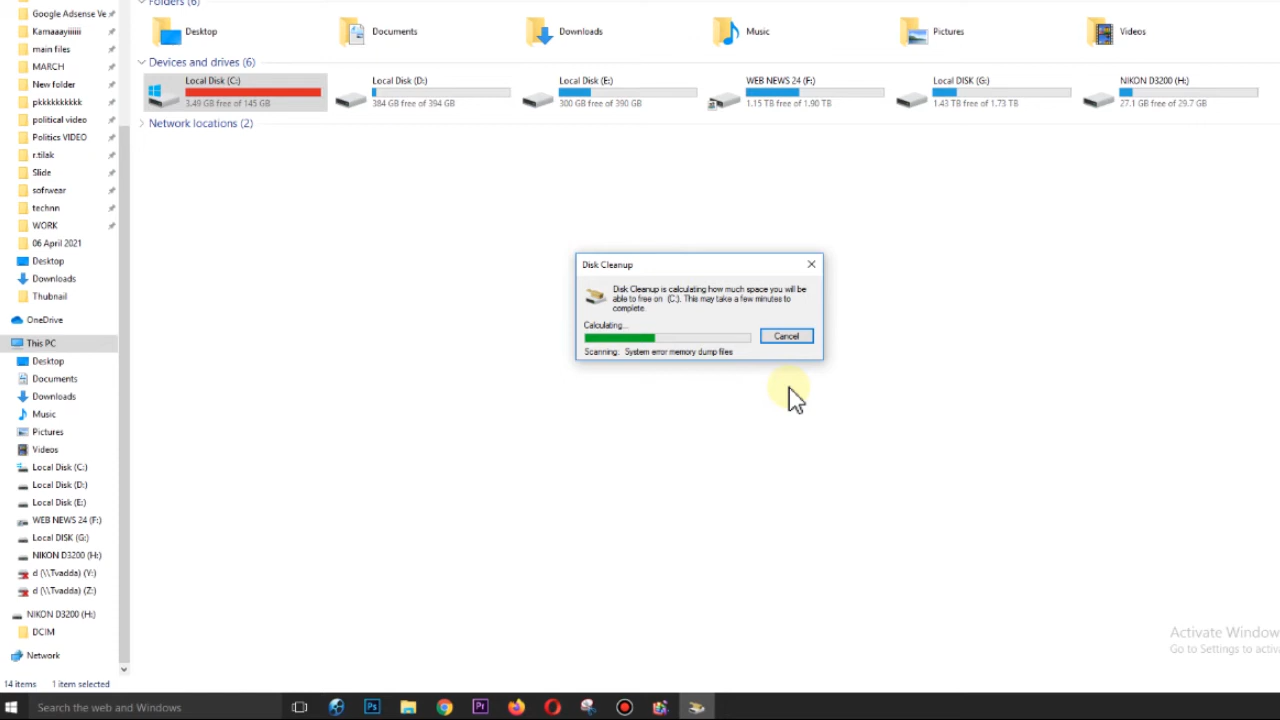 Folders (6)
Google Adsense Ve
Kamaaayiiiiii
main files
MARCH
New folder
pkkkkkkkkkk
political video
Politics VIDEO
r.tilak
Slide
sofrwear
technn
WORK
06 April 2021
Desktop
Downloads
Thubnail
OneDrive
This PC
Desktop
Documents
Downloads
Music
Pictures
Videos
Local Disk (C:)
Local Disk (D:)
Local Disk (E:)
WEB NEWS 24 (F:)
Local DISK (G:)
NIKON D3200 (H:)
d (\\Tvadda) (Y:)
d (\\Tvadda) (Z:)
NIKON D3200 (H:)
DCIM
Network
14 items 1 item selected
Desktop Documents Downloads Music Pictures Videos
Devices and drives (6)
Local Disk (C:)
3.49 GB free of 145 GB
Local Disk (D:)
384 GB free of 394 GB
Local Disk (E:)
300 GB free of 390 GB
WEB NEWS 24 (F:)
1.15 TB free of 1.90 TB
Local DISK (G:)
1.43 TB free of 1.73 TB
NIKON D3200 (H:)
27.1 GB free of 29.7 GB
Network locations (2)
Disk Cleanup
Disk Cleanup is calculating how much space you will be
able to free on (C:). This may take a few minutes to
complete.
Calculating...
Cancel
Scanning: System error memory dump files
Activate Window
Go to Settings to activa
Search the web and Windows
Ps
Pr